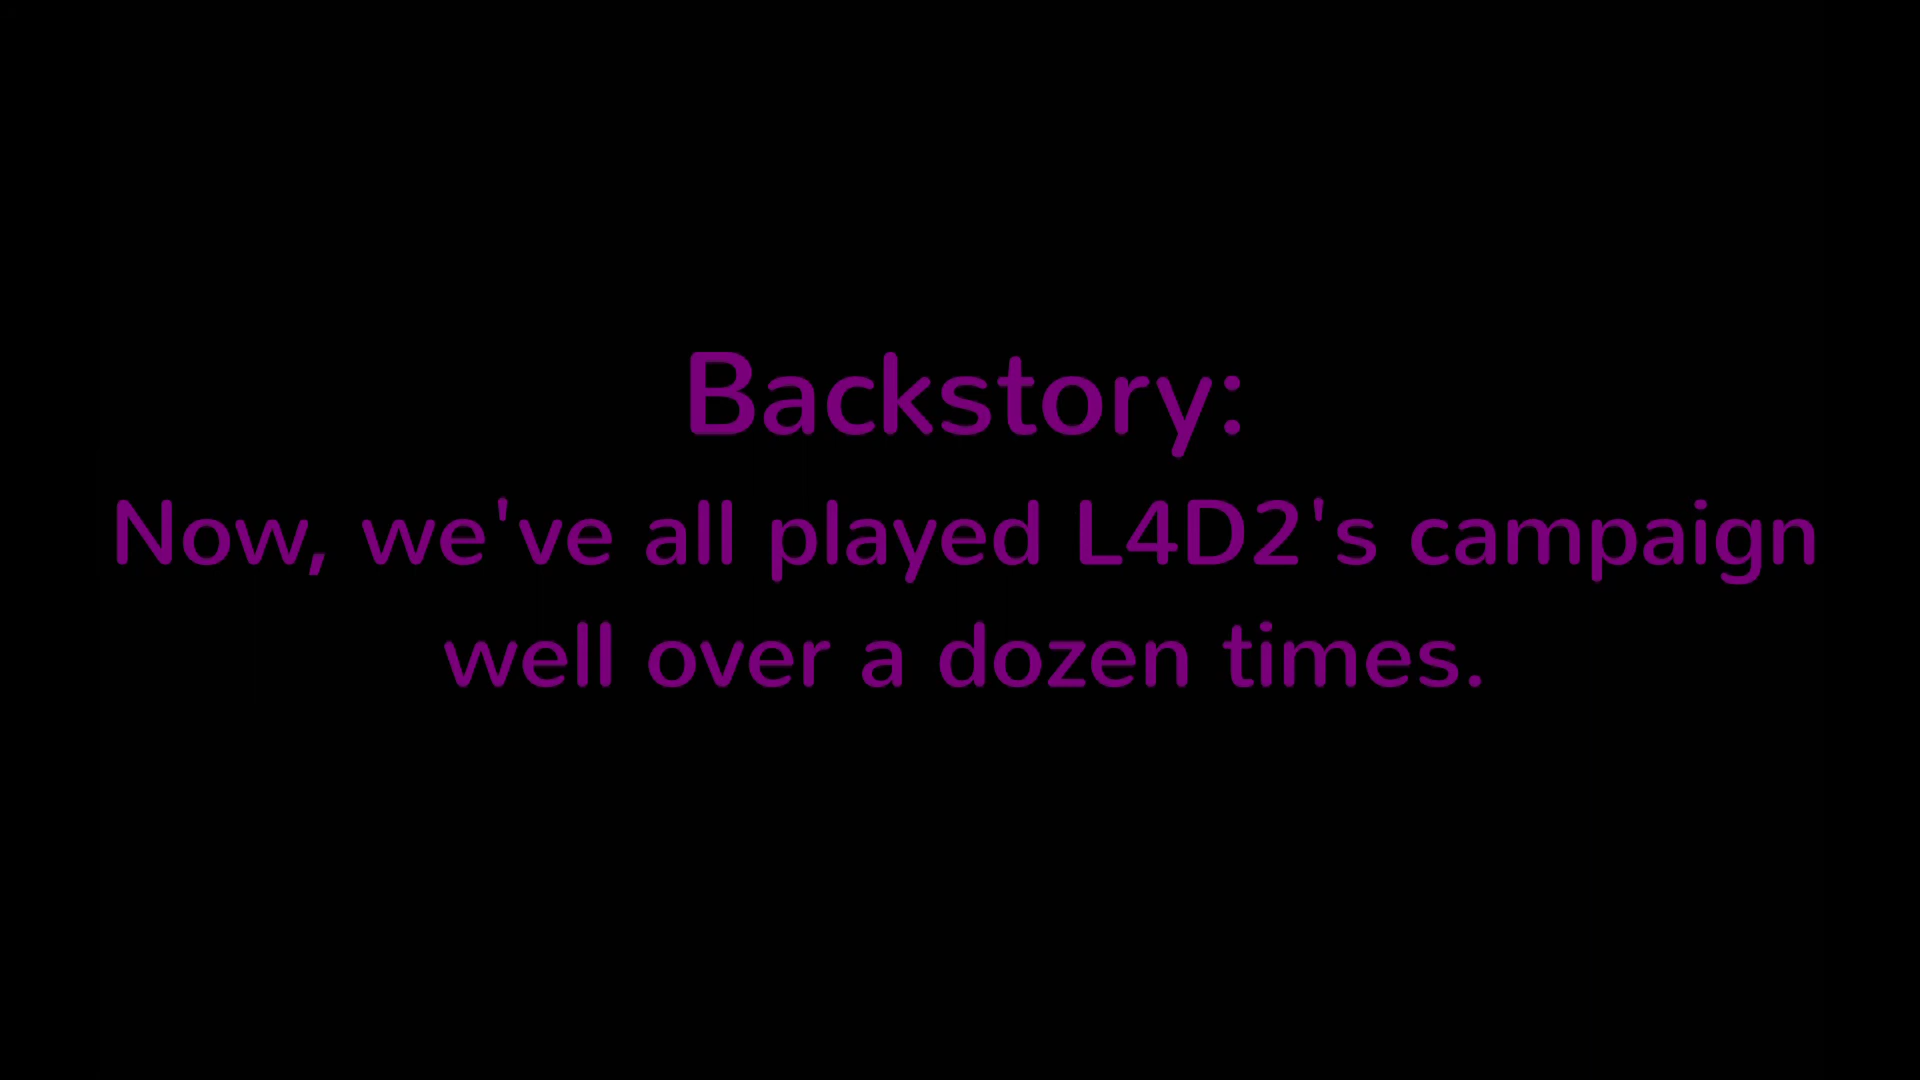 Backstory:
Now, we've all played L4D2's campaign
well over a dozen times.